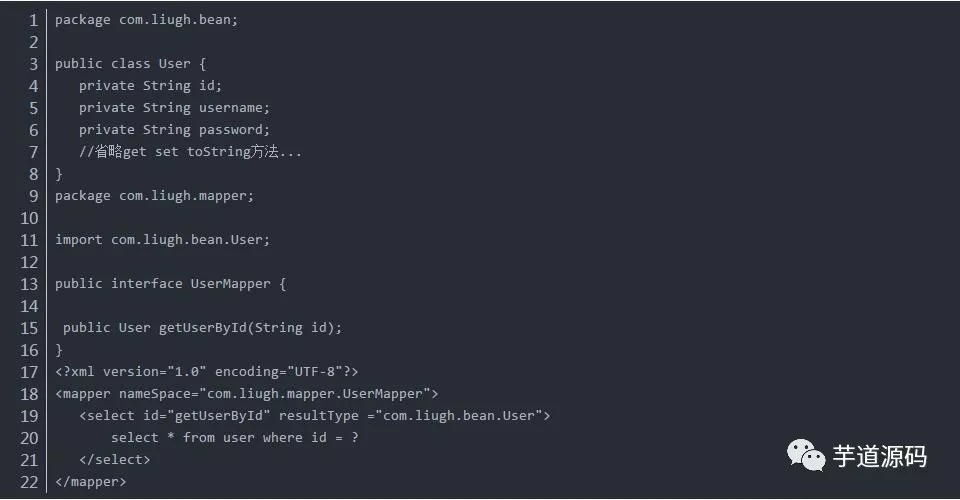 1 package com.liugh.bean;
2
3 public class User {
4    private String id;
5    private String username;
6    private String password;
7    //省略get set toString方法...
8 }
9 package com.liugh.mapper;
10
11 import com.liugh.bean.User;
12
13 public interface UserMapper {
14
15  public User getUserById(String id);
16 }
17 <?xml version="1.0" encoding="UTF-8"?>
18 <mapper nameSpace="com.liugh.mapper.UserMapper">
19    <select id="getUserById" resultType ="com.liugh.bean.User">
20        select * from user where id = ?
21    </select>
22 </mapper>
芋道源码